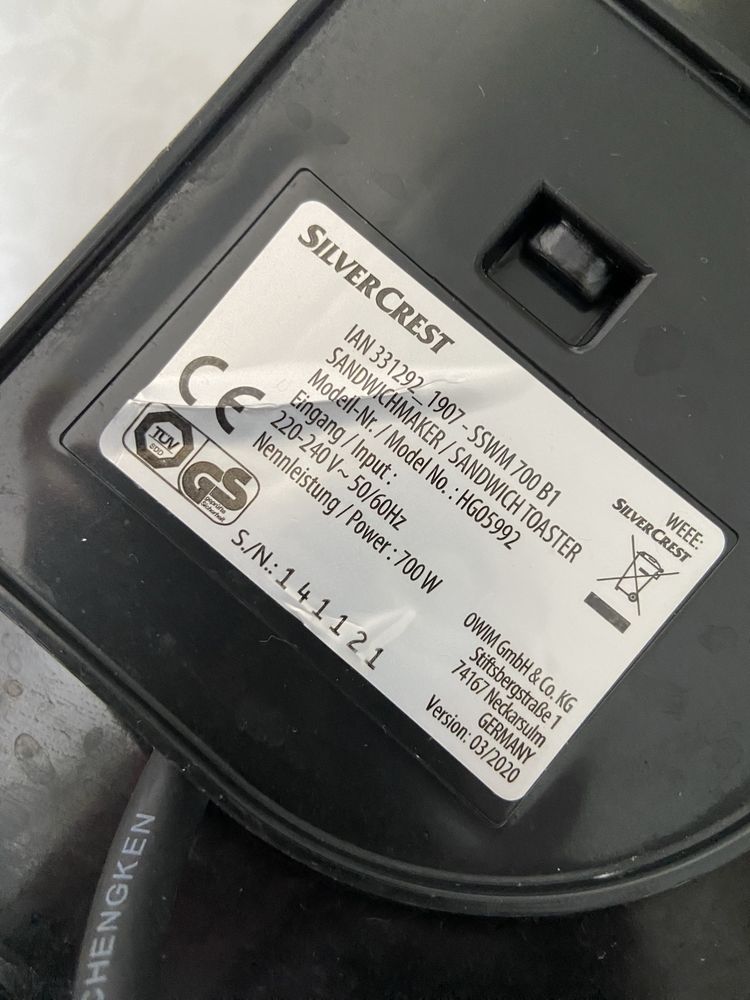 SILVERCREST
IAN 331292_1907 - SSWM 700 B1
SANDWICHMAKER / SANDWICH TOASTER
Modell-Nr / Model No. : HG05992
Eingang / Input :
220-240 V~ 50/60Hz
Nennleistung / Power : 700 W
S./N.: 141121
CE
TÜV
SÜD
GS
geprüfte
Sicherheit
WEEE:
SILVERCREST
OWIM GmbH & Co. KG
Stiftsbergstraße 1
74167 Neckarsulm
GERMANY
Version: 03/2020
CHENGKEN